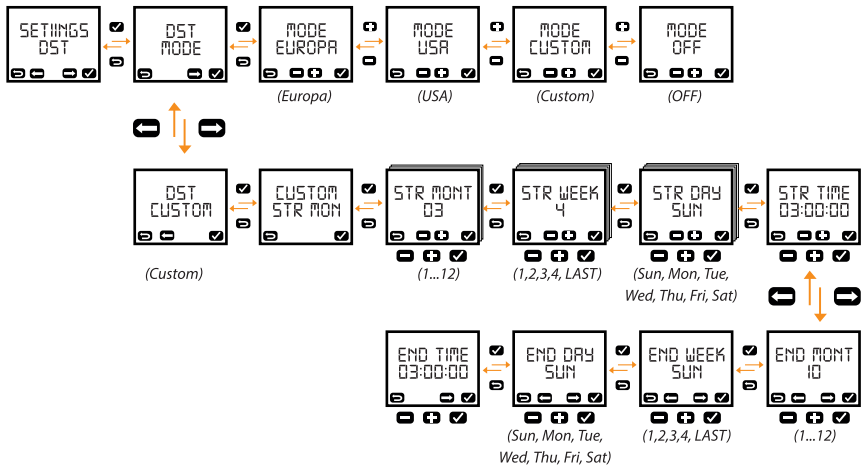 SETIINGS
DST
DST
MODE
MODE
EUROPA
MODE
USA
MODE
CUSTOM
MODE
OFF
(Europa)
(USA)
(Custom)
(OFF)
DST
CUSTOM
CUSTOM
STR MON
STR MONT
03
STR WEEK
4
STR DAY
SUN
STR TIME
03:00:00
(Custom)
(1...12)
(1,2,3,4, LAST)
(Sun, Mon, Tue,
Wed, Thu, Fri, Sat)
END TIME
03:00:00
END DAY
SUN
END WEEK
SUN
END MONT
10
(Sun, Mon, Tue,
Wed, Thu, Fri, Sat)
(1,2,3,4, LAST)
(1...12)